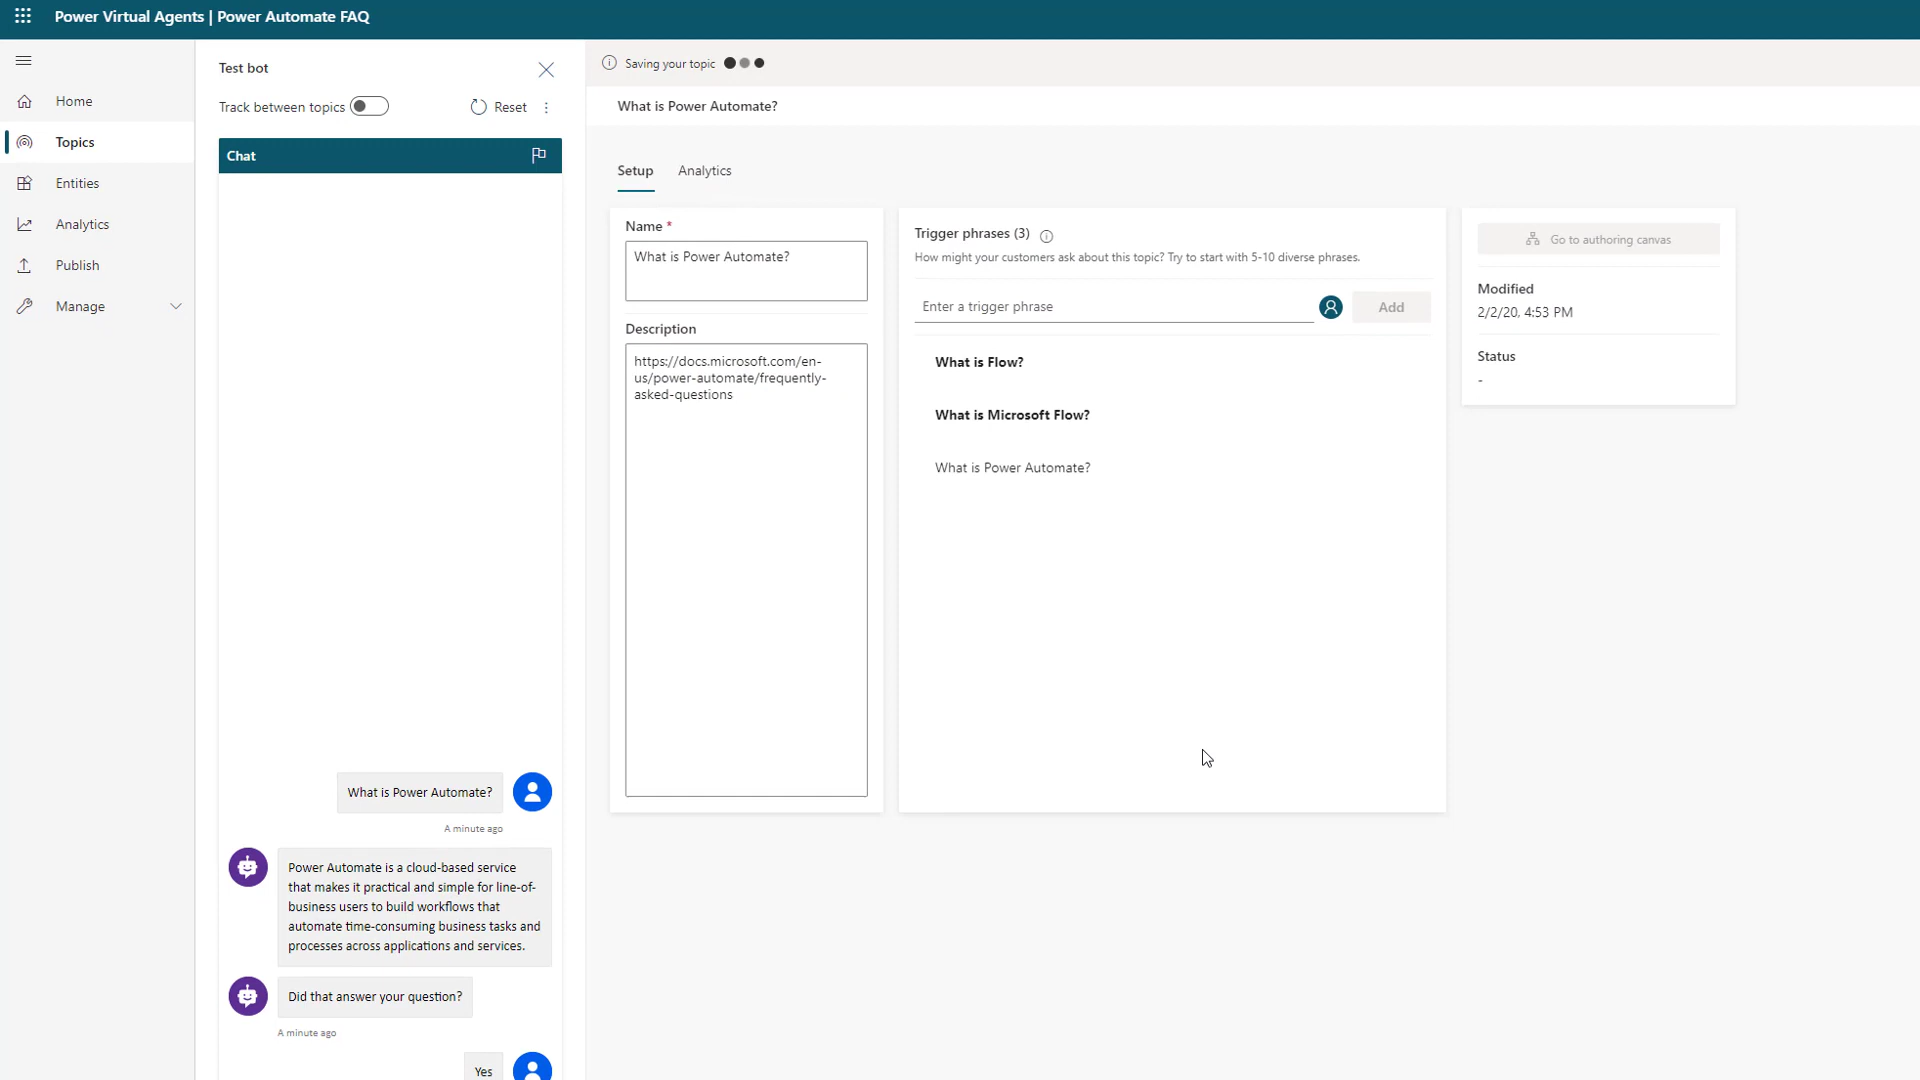 Power Virtual Agents | Power Automate FAQ
Home
Topics
Entities
Analytics
Publish
Manage
Test bot
Track between topics
Reset
Chat
What is Power Automate?
A minute ago
Power Automate is a cloud-based service
that makes it practical and simple for line-of-
business users to build workflows that
automate time-consuming business tasks and
processes across applications and services.
Did that answer your question?
A minute ago
Yes
Saving your topic
What is Power Automate?
Setup
Analytics
Name *
What is Power Automate?
Description
https://docs.microsoft.com/en-
us/power-automate/frequently-
asked-questions
Trigger phrases (3)
How might your customers ask about this topic? Try to start with 5-10 diverse phrases.
Enter a trigger phrase
Add
What is Flow?
What is Microsoft Flow?
What is Power Automate?
Go to authoring canvas
Modified
2/2/20, 4:53 PM
Status
-